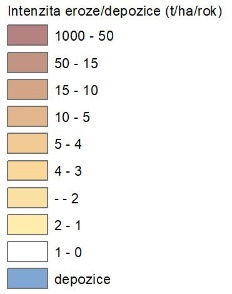 Intenzita eroze/depozice (t/ha/rok)
1000 - 50
50 - 15
15 - 10
10 - 5
5 - 4
4 - 3
- - 2
2 - 1
1 - 0
depozice